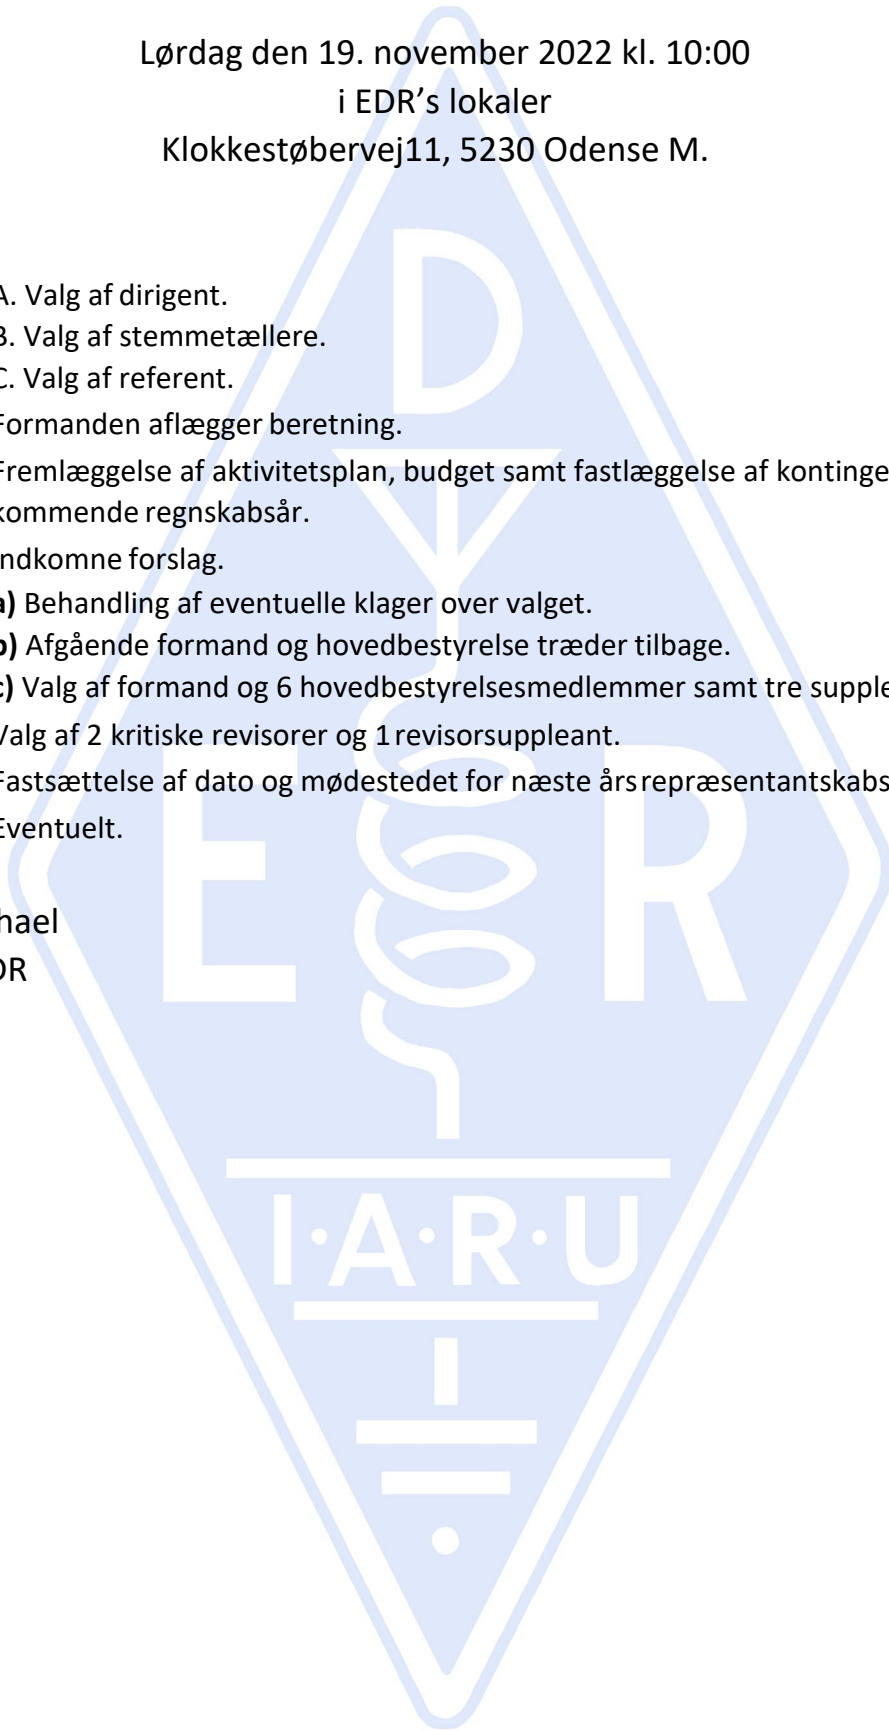 Lørdag den 19. november 2022 kl. 10:00
i EDR’s lokaler
Klokkestøbervej11, 5230 Odense M.
D
A. Valg af dirigent.
B. Valg af stemmetællere.
C. Valg af referent.
Formanden aflægger beretning.
Fremlæggelse af aktivitetsplan, budget samt fastlæggelse af kontinge
kommende regnskabsår.
ndkomne forslag.
a) Behandling af eventuelle klager over valget.
b) Afgående formand og hovedbestyrelse træder tilbage.
c) Valg af formand og 6 hovedbestyrelsesmedlemmer samt tre supple
Valg af 2 kritiske revisorer og 1 revisorsuppleant.
Fastsættelse af dato og mødestedet for næste års repræsentantskabs
Eventuelt.
E R
hael
DR
I·A·R·U